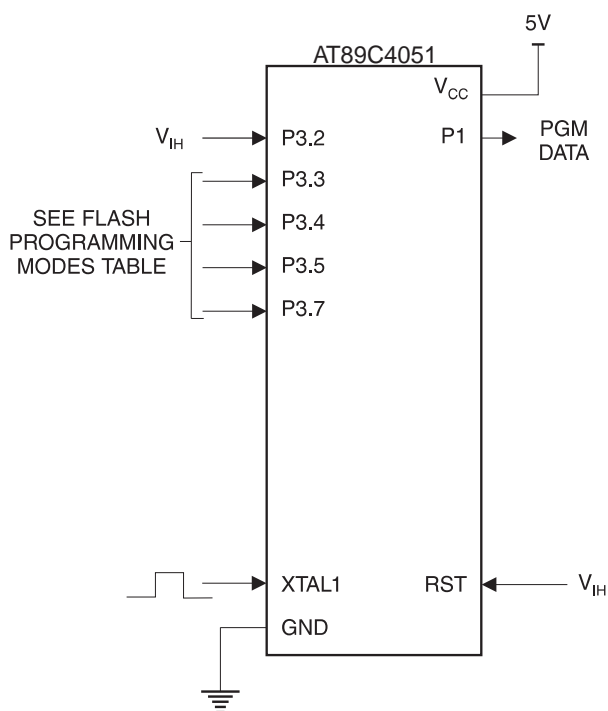 5V
AT89C4051
VCC
VIH
P3.2
P1
PGM
DATA
P3.3
SEE FLASH
PROGRAMMING
MODES TABLE
P3.4
P3.5
P3.7
XTAL1
RST
VIH
GND